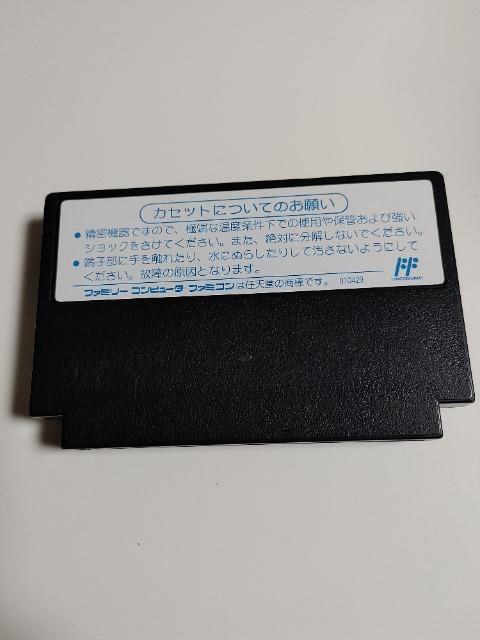 カセットについてのお願い
● 精密機器ですので、極端な温度条件下での使用や保管および強い
ショックをさけてください。また、絶対に分解しないでください。
● 端子部に手を触れたり、水にぬらしたりして汚さないようにして
ください。故障の原因となります。
ファミリー コンピュータ ファミコンは任天堂の商標です。 010429